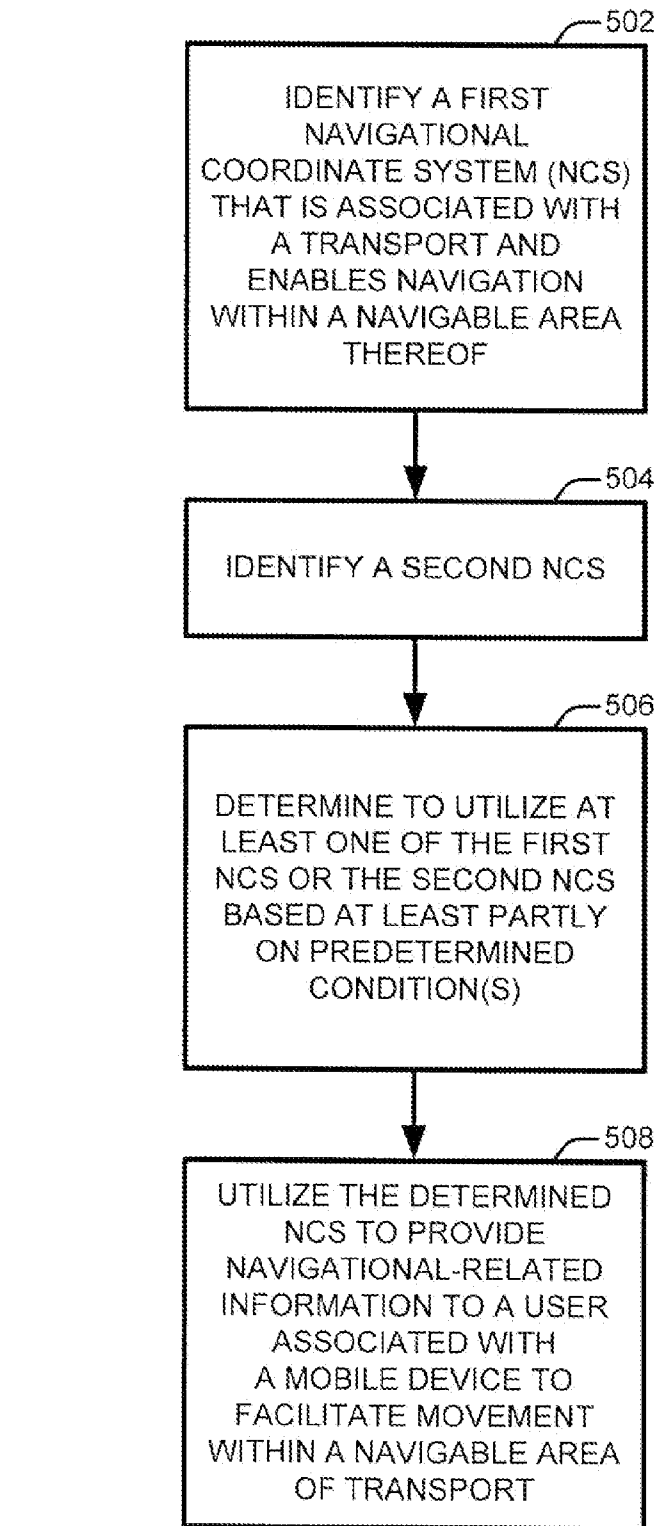 502
IDENTIFY A FIRST
NAVIGATIONAL
COORDINATE SYSTEM (NCS)
THAT IS ASSOCIATED WITH
A TRANSPORT AND
ENABLES NAVIGATION
WITHIN A NAVIGABLE AREA
THEREOF
504
IDENTIFY A SECOND NCS
506
DETERMINE TO UTILIZE AT
LEAST ONE OF THE FIRST
NCS OR THE SECOND NCS
BASED AT LEAST PARTLY
ON PREDETERMINED
CONDITION(S)
508
UTILIZE THE DETERMINED
NCS TO PROVIDE
NAVIGATIONAL-RELATED
INFORMATION TO A USER
ASSOCIATED WITH
A MOBILE DEVICE TO
FACILITATE MOVEMENT
WITHIN A NAVIGABLE AREA
OF TRANSPORT